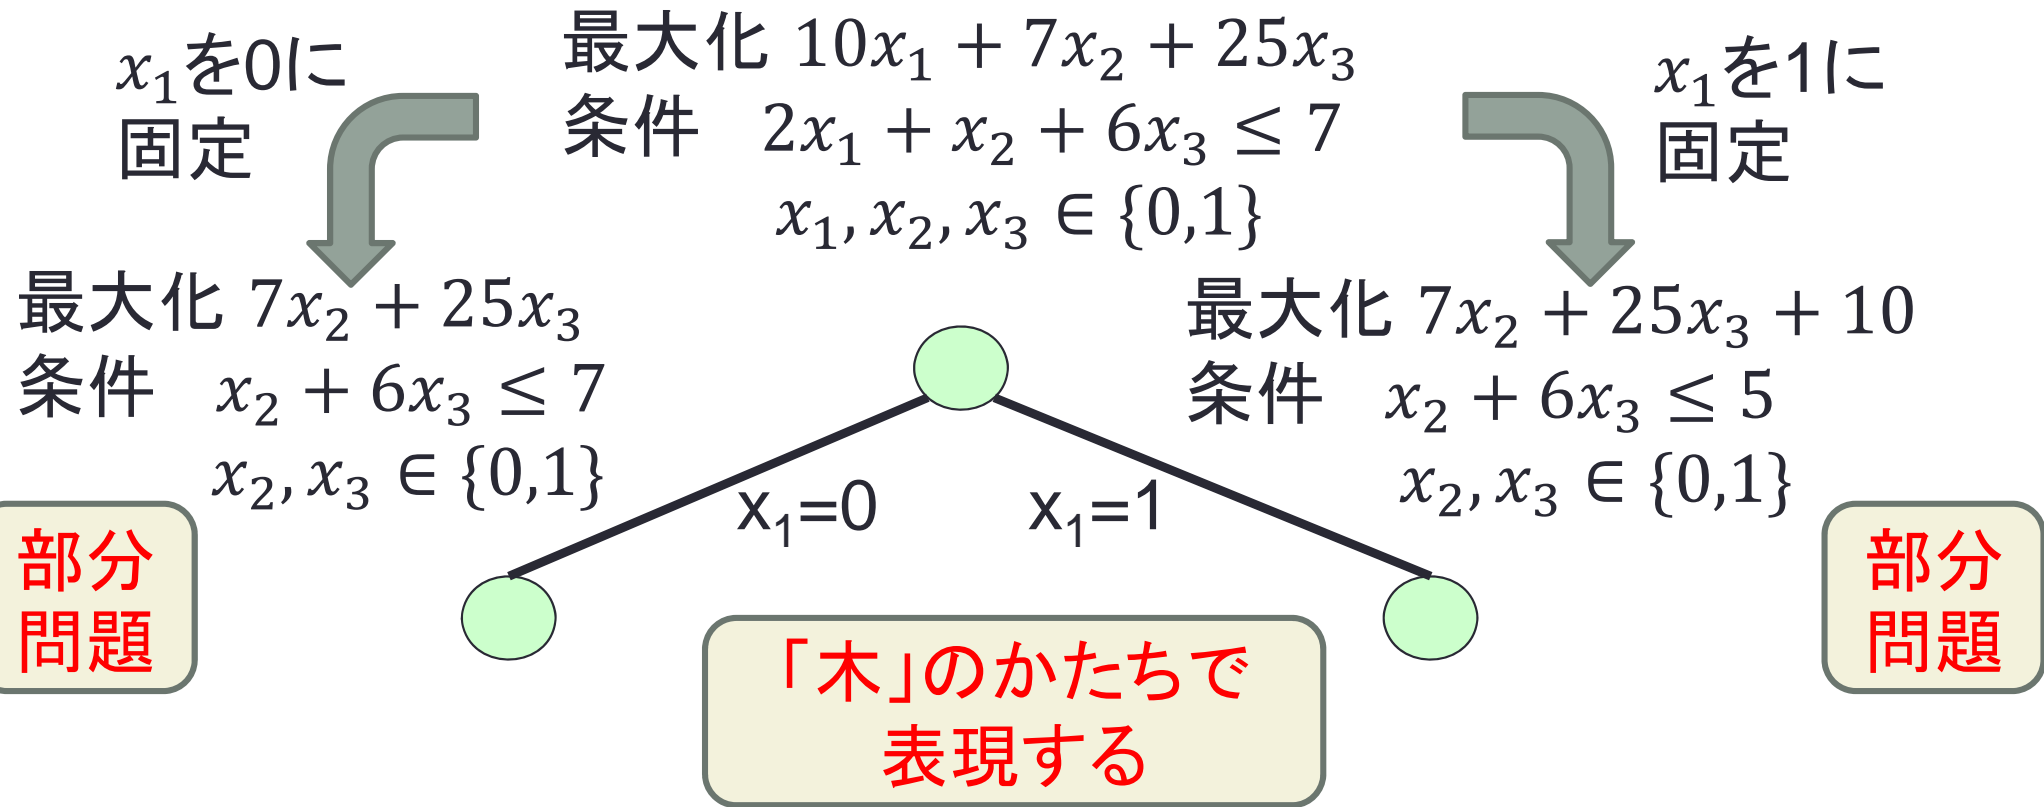 最大化 10x₁ + 7x₂ + 25x₃
条件 2x₁ + x₂ + 6x₃ ≤ 7
x₁, x₂, x₃ ∈ {0,1}
x₁を0に
固定
x₁を1に
固定
最大化 7x₂ + 25x₃
条件 x₂ + 6x₃ ≤ 7
x₂, x₃ ∈ {0,1}
最大化 7x₂ + 25x₃ + 10
条件 x₂ + 6x₃ ≤ 5
x₂, x₃ ∈ {0,1}
x₁=0
x₁=1
部分
問題
部分
問題
「木」のかたちで
表現する